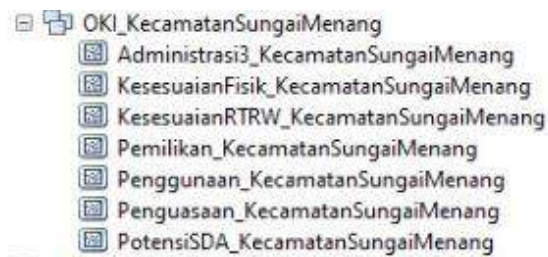 OKI_KecamatanSungaiMenang
Administrasi3_KecamatanSungaiMenang
KesesuaianFisik_KecamatanSungaiMenang
KesesuaianRTRW_KecamatanSungaiMenang
Pemilikan_KecamatanSungaiMenang
Penggunaan_KecamatanSungaiMenang
Penguasaan_KecamatanSungaiMenang
PotensiSDA_KecamatanSungaiMenang